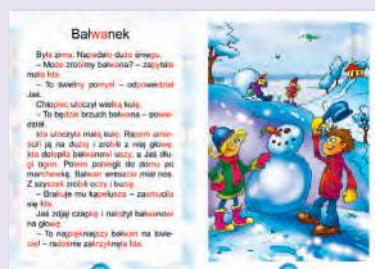 Bałwanek
Była zima. Napadało dużo śniegu.
– Może zrobimy bałwana? – zapytała
mała Ida.
– To świetny pomysł – odpowiedział
Jaś.
Chłopiec utoczył wielką kulę.
– To będzie brzuch bałwana – powie-
dział.
Ida utoczyła małą kulę. Razem umie-
ścili ją na dużej i zrobili z niej głowę.
Ida dolepiła bałwanowi uszy, a Jaś dłu-
gi ogon. Potem pobiegli do domu po
marchewkę. Bałwan wreszcie miał nos.
Z szyszek zrobili oczy i buzię.
– Brakuje mu kapelusza – zasmuciła
się Ida.
Jaś zdjął czapkę i nałożył bałwanowi
na głowę.
– To najpiękniejszy bałwan na świe-
cie! – radośnie zakrzyknęła Ida.